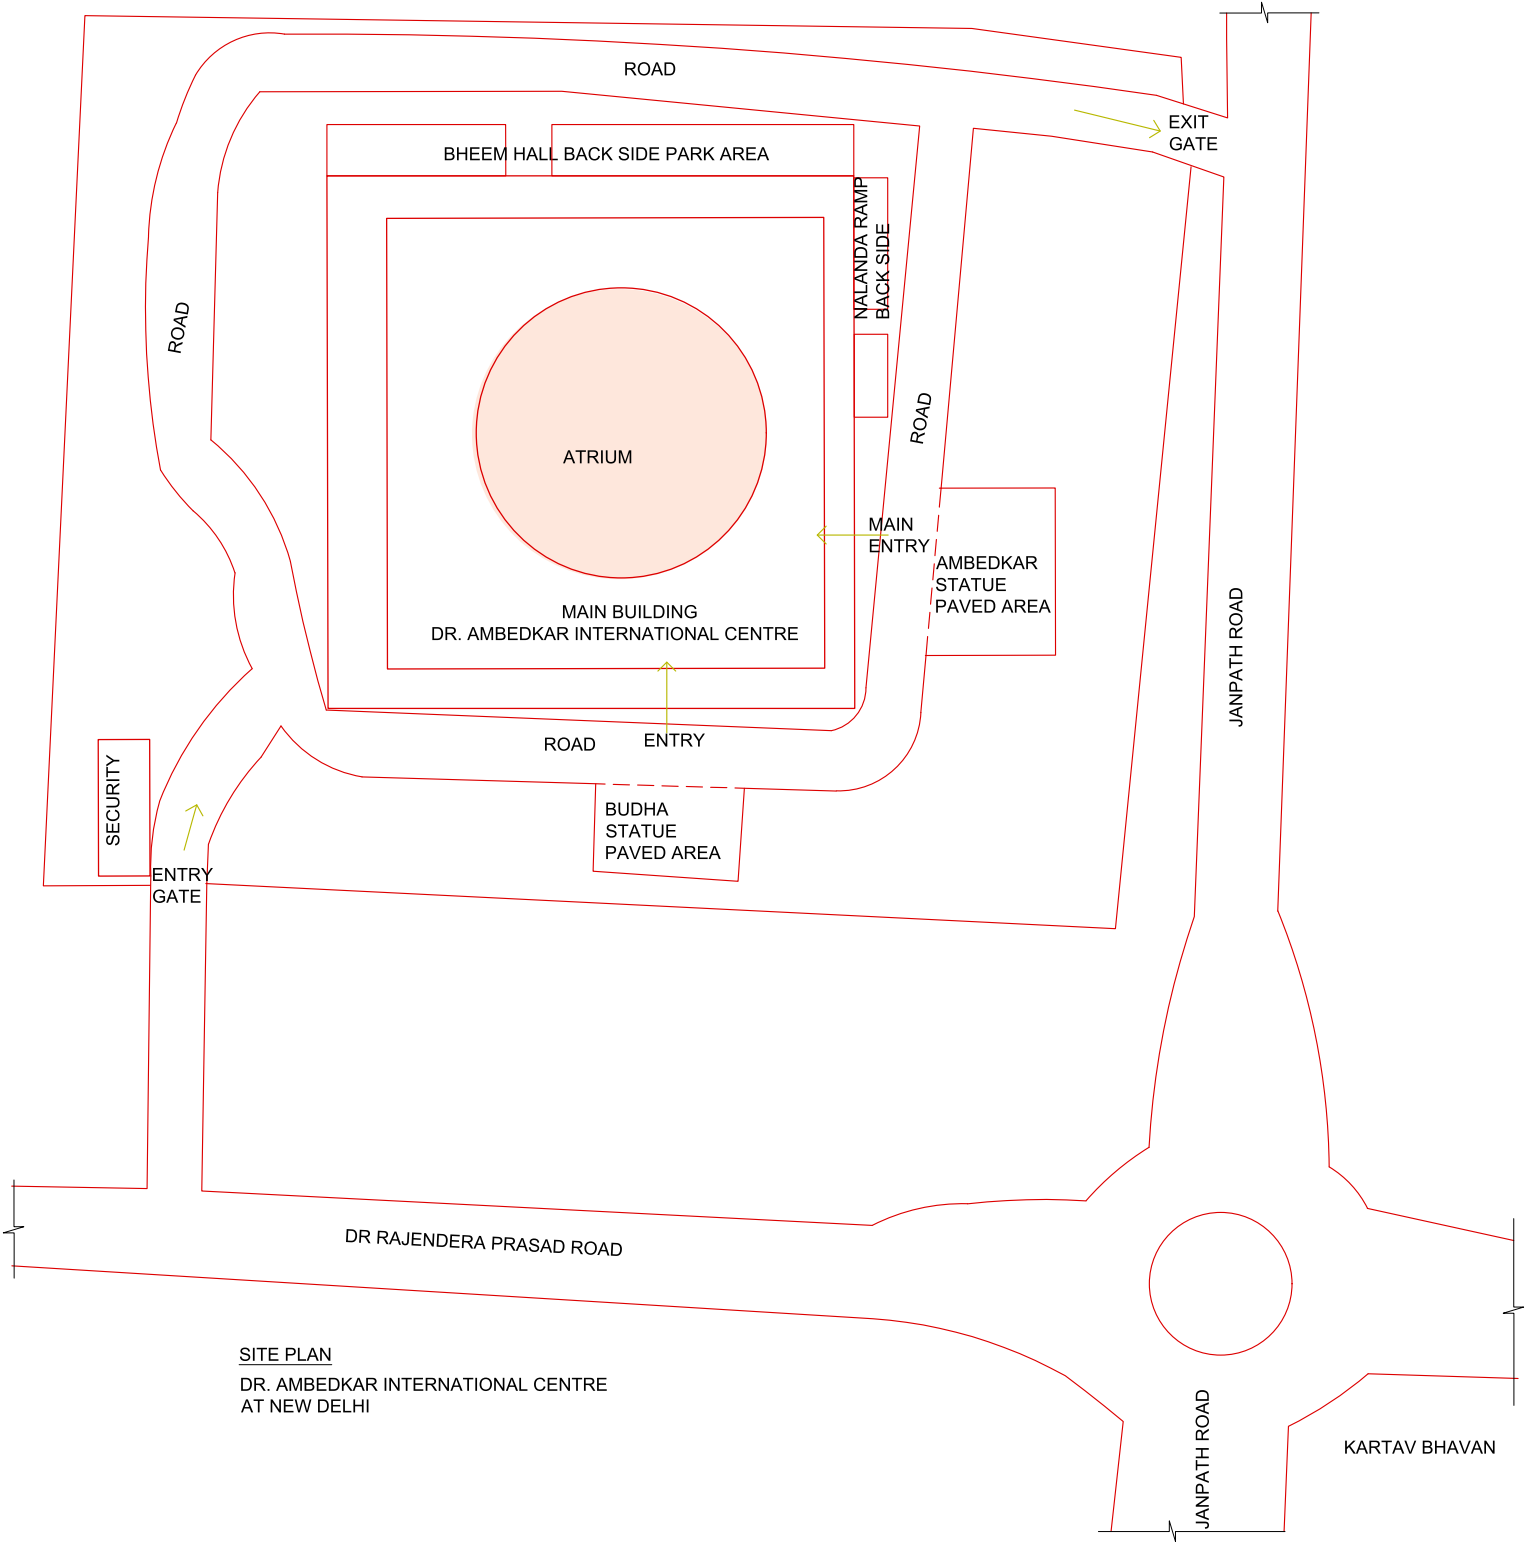 ROAD
EXIT
GATE
BHEEM HALL BACK SIDE PARK AREA
NALANDA RAMP
BACK SIDE
ROAD
ROAD
ATRIUM
MAIN
ENTRY
AMBEDKAR
STATUE
PAVED AREA
MAIN BUILDING
DR. AMBEDKAR INTERNATIONAL CENTRE
JANPATH ROAD
ROAD
ENTRY
SECURITY
BUDHA
STATUE
PAVED AREA
ENTRY
GATE
DR RAJENDERA PRASAD ROAD
SITE PLAN
DR. AMBEDKAR INTERNATIONAL CENTRE
AT NEW DELHI
JANPATH ROAD
KARTAV BHAVAN